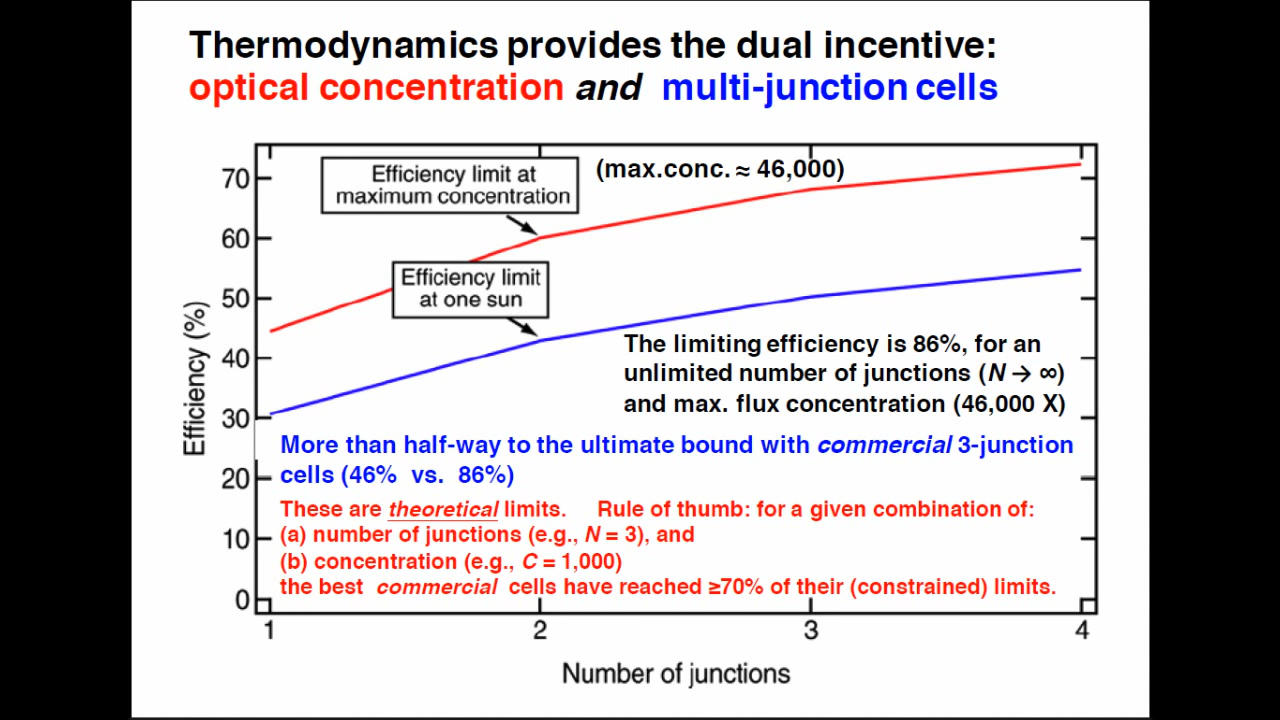 Thermodynamics provides the dual incentive:
optical concentration and multi-junction cells
Efficiency limit at
maximum concentration
(max.conc. ≈ 46,000)
Efficiency limit
at one sun
The limiting efficiency is 86%, for an
unlimited number of junctions (N → ∞)
and max. flux concentration (46,000 X)
More than half-way to the ultimate bound with commercial 3-junction
cells (46% vs. 86%)
These are theoretical limits. Rule of thumb: for a given combination of:
(a) number of junctions (e.g., N = 3), and
(b) concentration (e.g., C = 1,000)
the best commercial cells have reached ≥70% of their (constrained) limits.
Efficiency (%)
70
60
50
40
30
20
10
0
1 2 3 4
Number of junctions